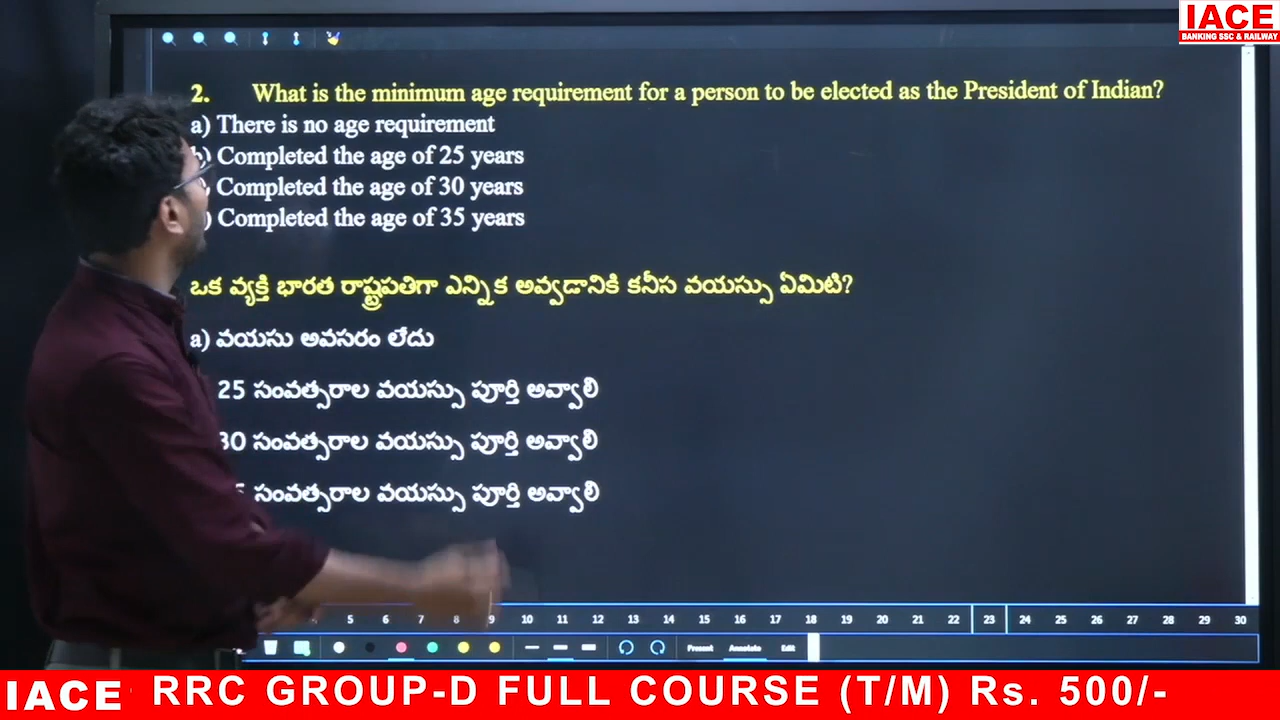 IACE
BANKING SSC & RAILWAY
2. What is the minimum age requirement for a person to be elected as the President of Indian?
a) There is no age requirement
b) Completed the age of 25 years
) Completed the age of 30 years
) Completed the age of 35 years
ఒక వ్యక్తి భారత రాష్ట్రపతిగా ఎన్నిక అవ్వడానికి కనీస వయస్సు ఏమిటి?
a) వయసు అవసరం లేదు
25 సంవత్సరాల వయస్సు పూర్తి అవ్వాలి
30 సంవత్సరాల వయస్సు పూర్తి అవ్వాలి
5 సంవత్సరాల వయస్సు పూర్తి అవ్వాలి
5 6 7 8 9 10 11 12 13 14 15 16 17 18 19 20 21 22 23 24 25 26 27 28 29 30
Present Annotate Edit
IACE RRC GROUP-D FULL COURSE (T/M) Rs. 500/-